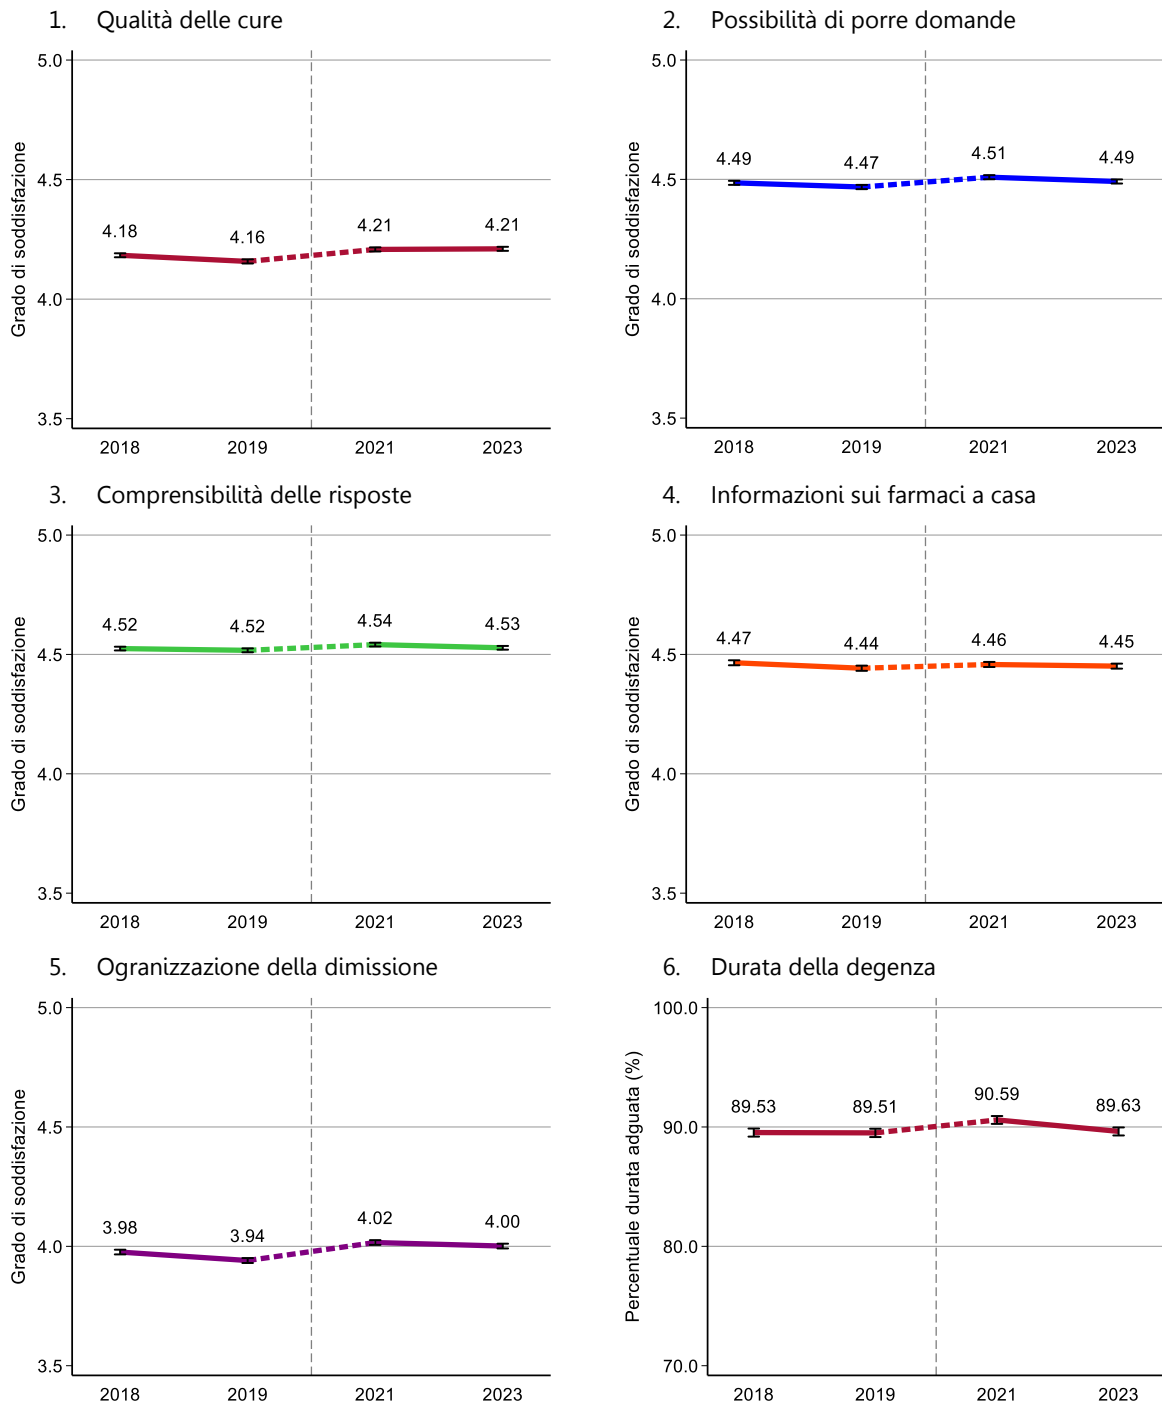 1. Qualità delle cure
5.0
4.5
4.0
3.5
Grado di soddisfazione
4.18
4.16
4.21
4.21
2018 2019 2021 2023
2. Possibilità di porre domande
5.0
4.5
4.0
3.5
Grado di soddisfazione
4.49
4.47
4.51
4.49
2018 2019 2021 2023
3. Comprensibilità delle risposte
5.0
4.5
4.0
3.5
Grado di soddisfazione
4.52
4.52
4.54
4.53
2018 2019 2021 2023
4. Informazioni sui farmaci a casa
5.0
4.5
4.0
3.5
Grado di soddisfazione
4.47
4.44
4.46
4.45
2018 2019 2021 2023
5. Ogranizzazione della dimissione
5.0
4.5
4.0
3.5
Grado di soddisfazione
3.98
3.94
4.02
4.00
2018 2019 2021 2023
6. Durata della degenza
100.0
90.0
80.0
70.0
Percentuale durata adguata (%)
89.53
89.51
90.59
89.63
2018 2019 2021 2023